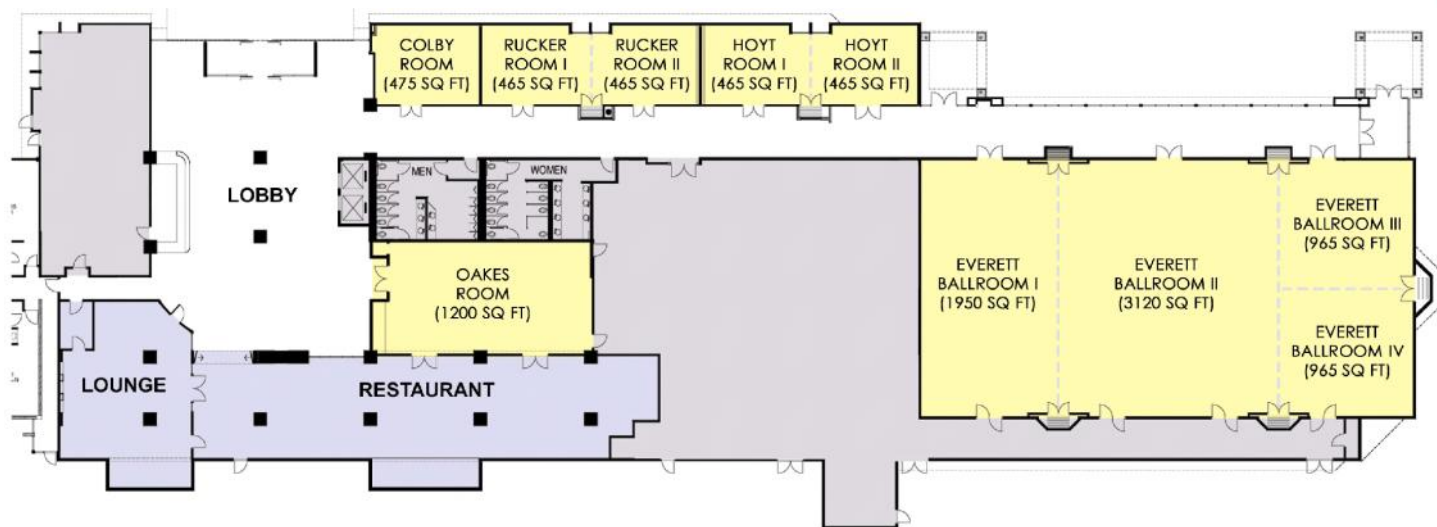 COLBY
ROOM
(475 SQ FT)
RUCKER
ROOM I
(465 SQ FT)
RUCKER
ROOM II
(465 SQ FT)
HOYT
ROOM I
(465 SQ FT)
HOYT
ROOM II
(465 SQ FT)
MEN
WOMEN
LOBBY
OAKES
ROOM
(1200 SQ FT)
EVERETT
BALLROOM I
(1950 SQ FT)
EVERETT
BALLROOM II
(3120 SQ FT)
EVERETT
BALLROOM III
(965 SQ FT)
EVERETT
BALLROOM IV
(965 SQ FT)
LOUNGE
RESTAURANT